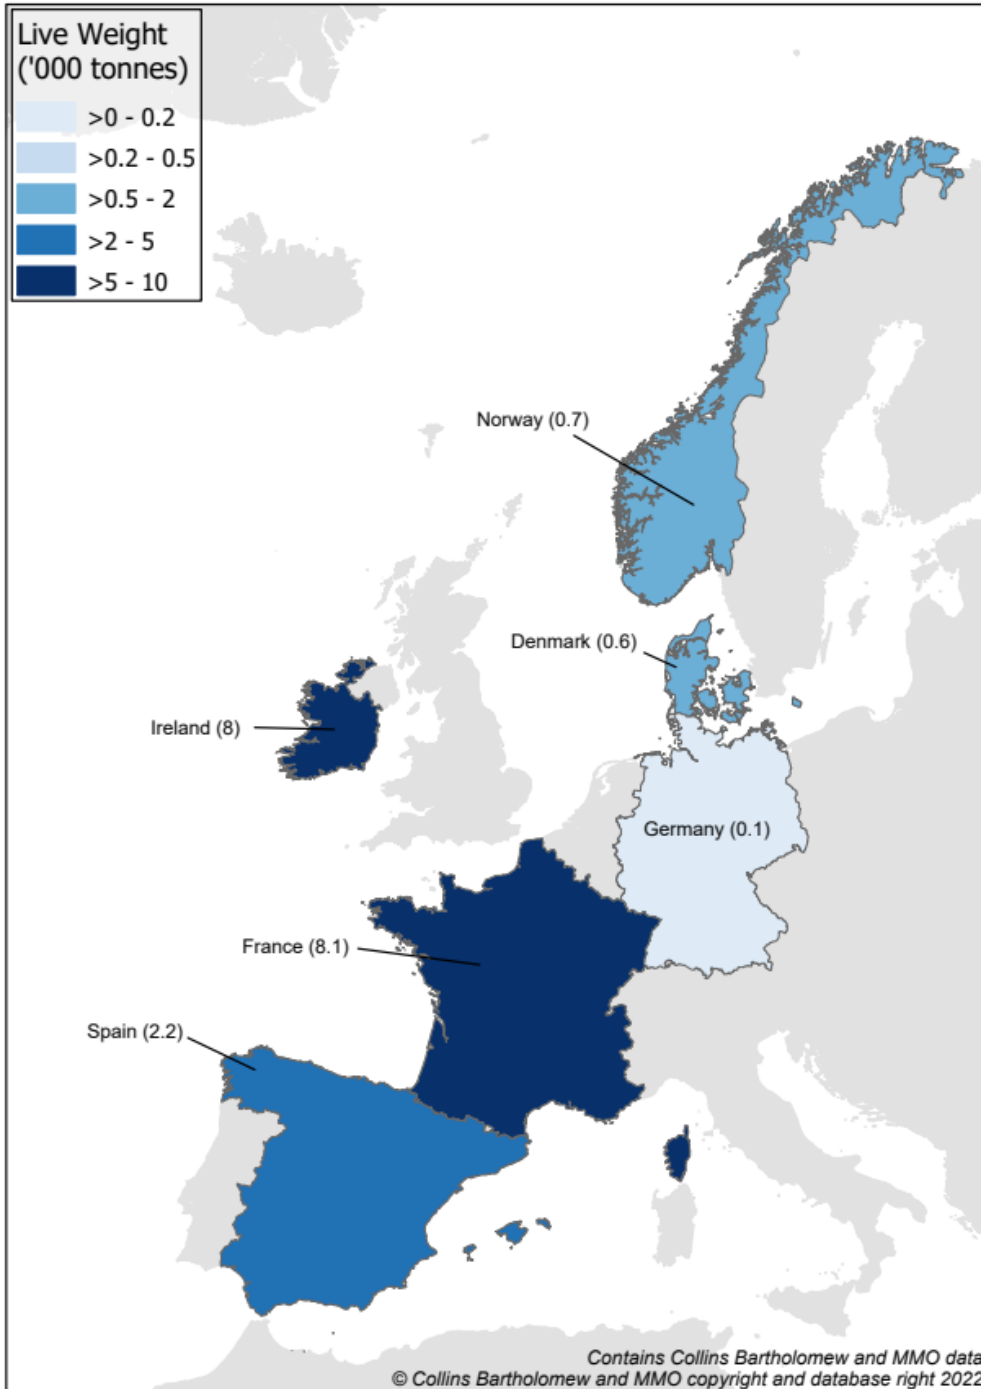 Live Weight
('000 tonnes)
>0 - 0.2
>0.2 - 0.5
>0.5 - 2
>2 - 5
>5 - 10
Norway (0.7)
Denmark (0.6)
Ireland (8)
Germany (0.1)
France (8.1)
Spain (2.2)
Contains Collins Bartholomew and MMO data
© Collins Bartholomew and MMO copyright and database right 2022